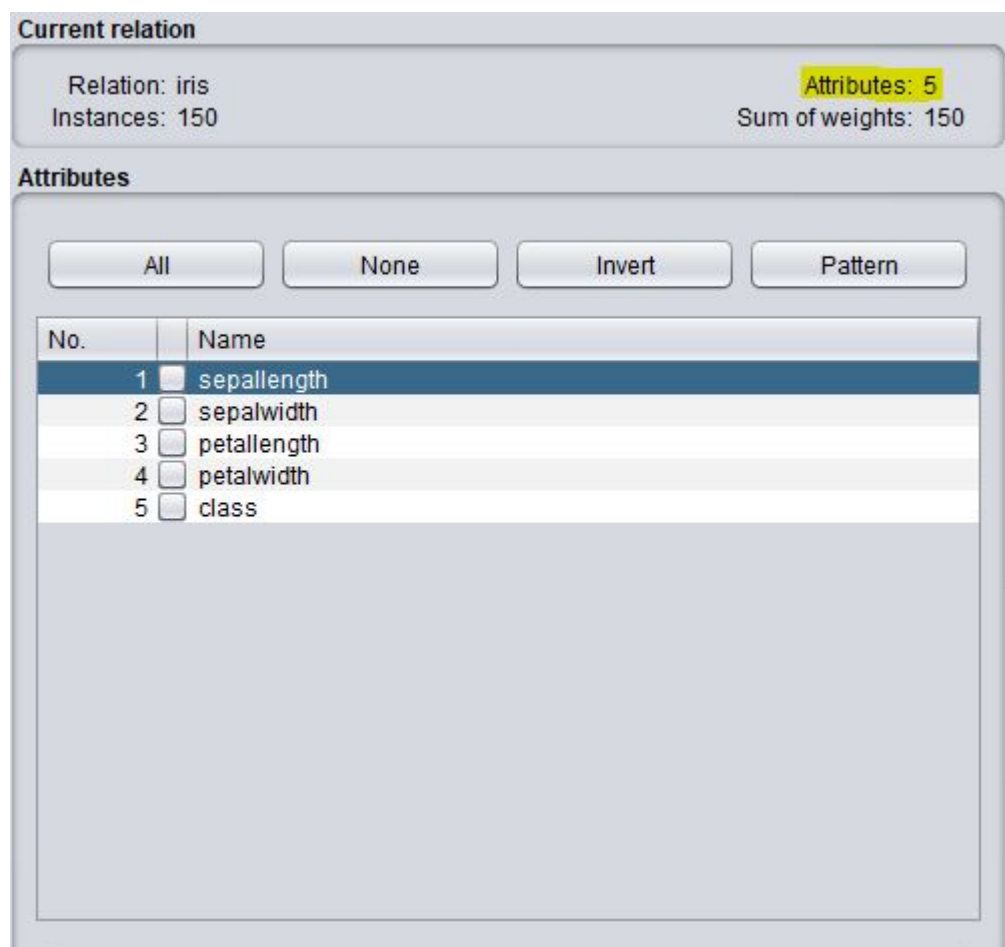 Current relation
Relation: iris Attributes: 5
Instances: 150 Sum of weights: 150
Attributes
All None Invert Pattern
No. Name
1 sepallength
2 sepalwidth
3 petallength
4 petalwidth
5 class